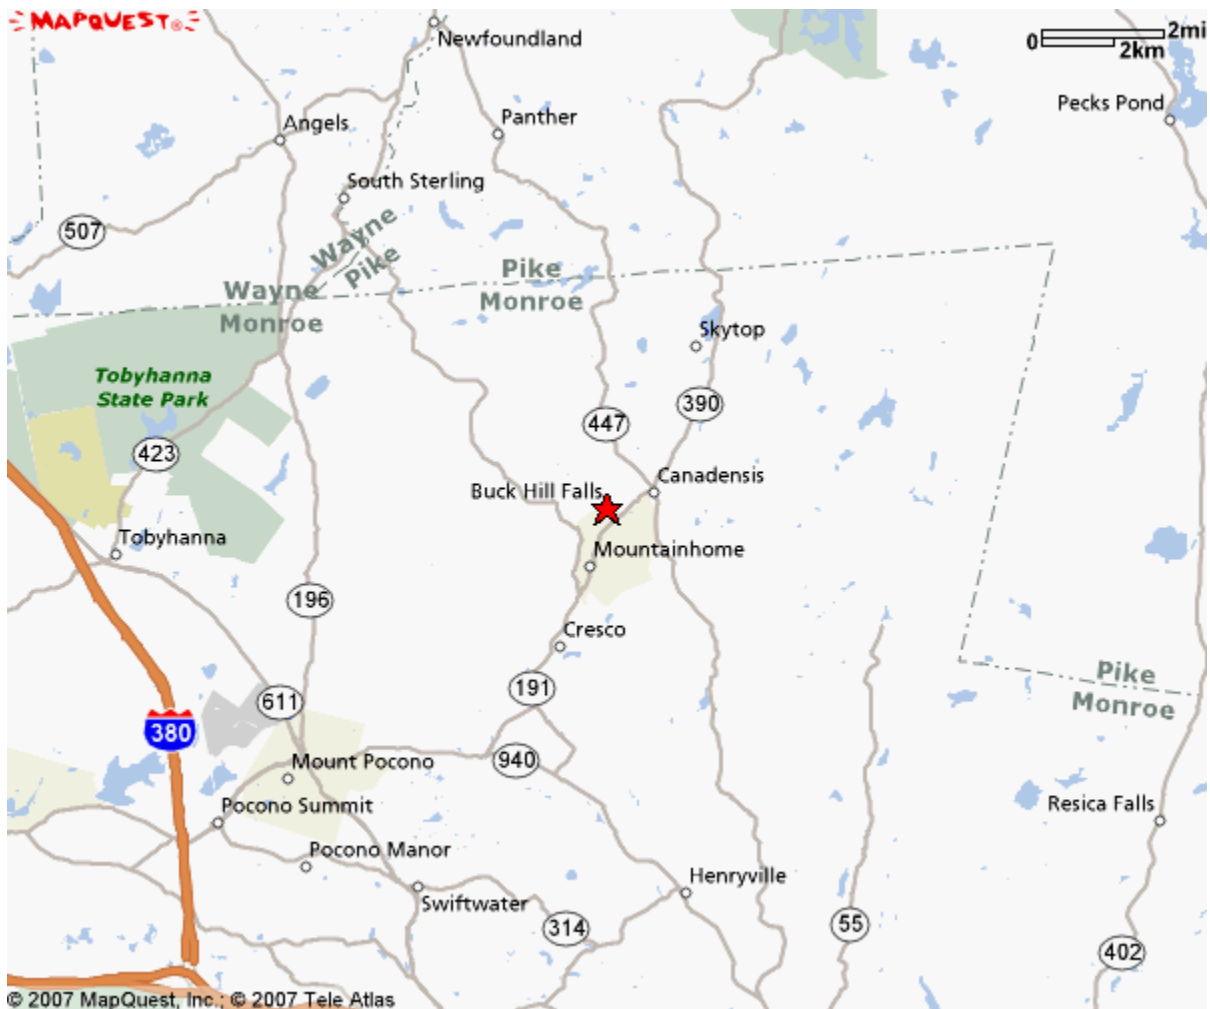 MAPQUEST®
Newfoundland
0
2mi
2km
Angels
Panther
Pecks Pond
South Sterling
507
Wayne
Pike
Wayne
Monroe
Pike
Monroe
Skytop
Tobyhanna
State Park
390
447
423
Canadensis
Buck Hill Falls
Tobyhanna
Mountainhome
196
Cresco
191
611
Pike
Monroe
380
940
Mount Pocono
Pocono Summit
Resica Falls
Pocono Manor
Henryville
Swiftwater
314
55
402
© 2007 MapQuest, Inc.; © 2007 Tele Atlas